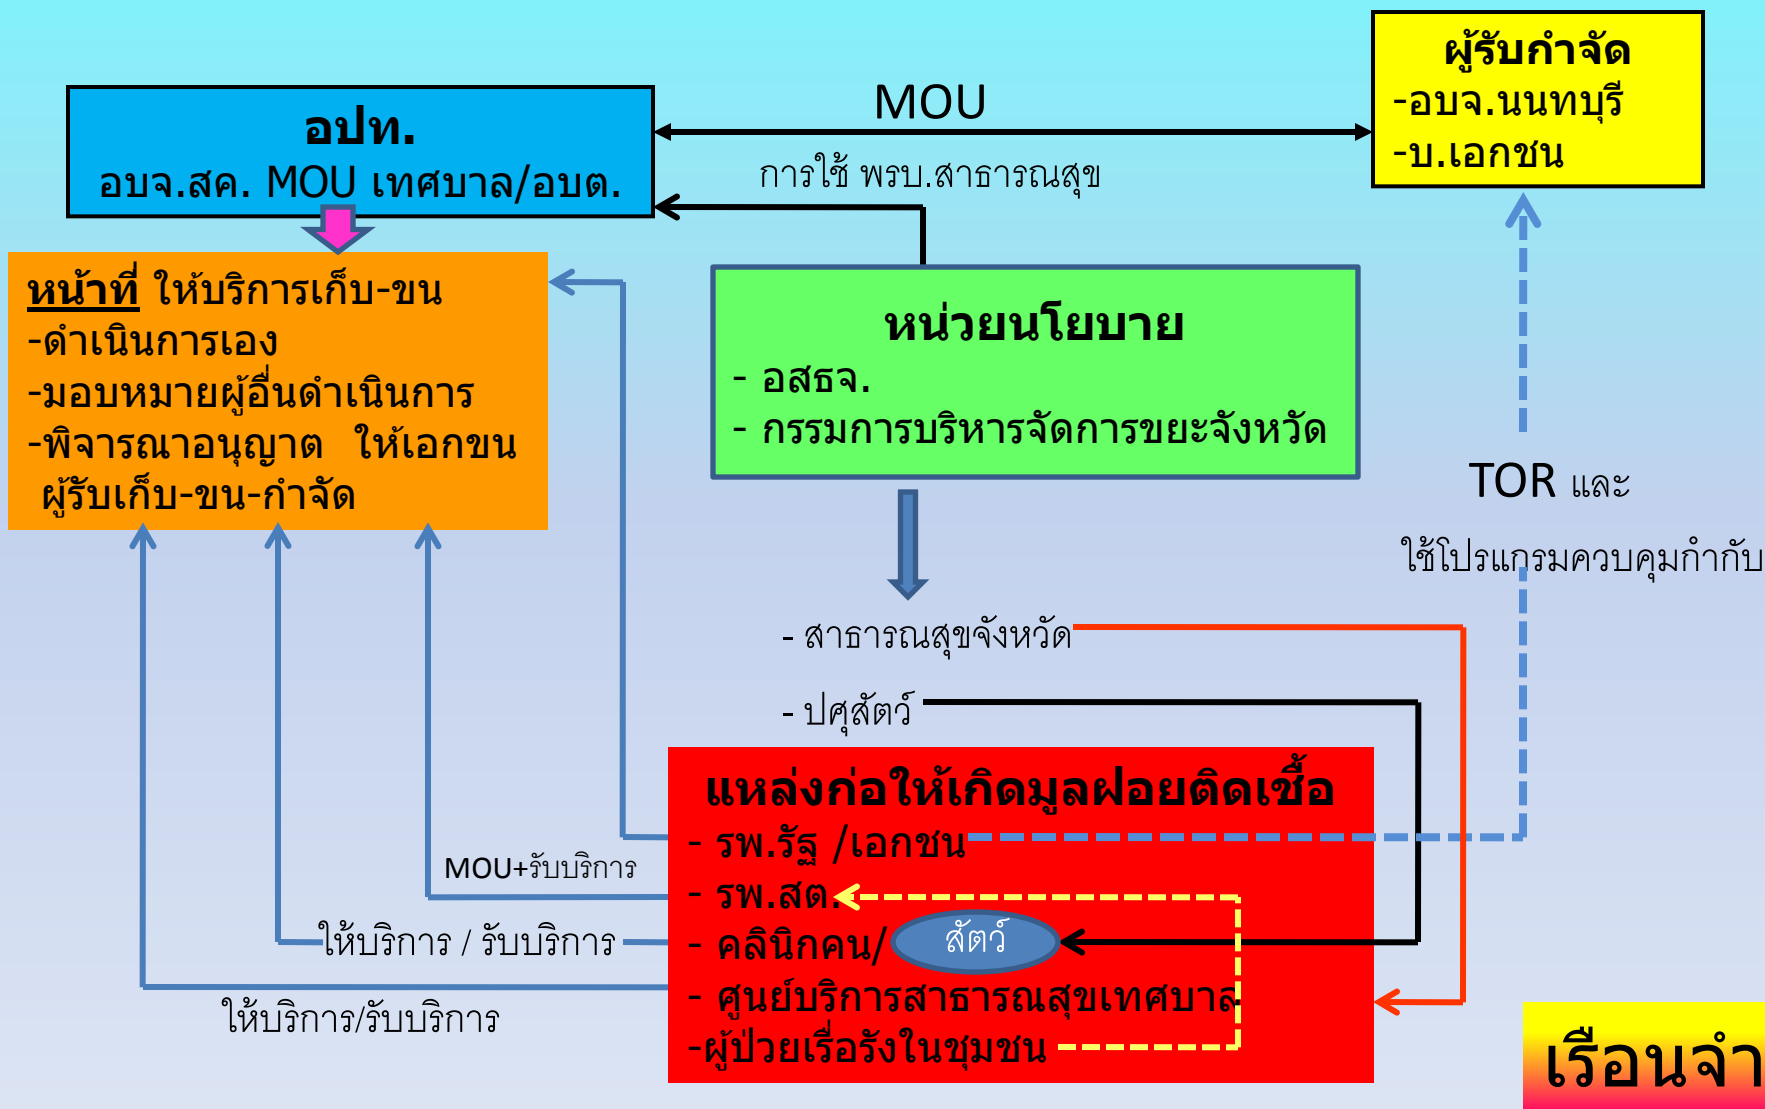 ผู้รับกำจัด
-อบจ.นนทบุรี
-บ.เอกชน
MOU
อปท.
อบจ.สค. MOU เทศบาล/อบต.
การใช้ พรบ.สาธารณสุข
หน้าที่ ให้บริการเก็บ-ขน
-ดำเนินการเอง
-มอบหมายผู้อื่นดำเนินการ
-พิจารณาอนุญาต ให้เอกขน
ผู้รับเก็บ-ขน-กำจัด
หน่วยนโยบาย
- อสธจ.
- กรรมการบริหารจัดการขยะจังหวัด
TOR และ
ใช้โปรแกรมควบคุมกำกับ
- สาธารณสุขจังหวัด
- ปศุสัตว์
แหล่งก่อให้เกิดมูลฝอยติดเชื้อ
- รพ.รัฐ /เอกชน
- รพ.สต.
- คลินิกคน/ สัตว์
- ศูนย์บริการสาธารณสุขเทศบาล
-ผู้ป่วยเรื่อรังในชุมชน
MOU+รับบริการ
ให้บริการ / รับบริการ
ให้บริการ/รับบริการ
เรือนจำ